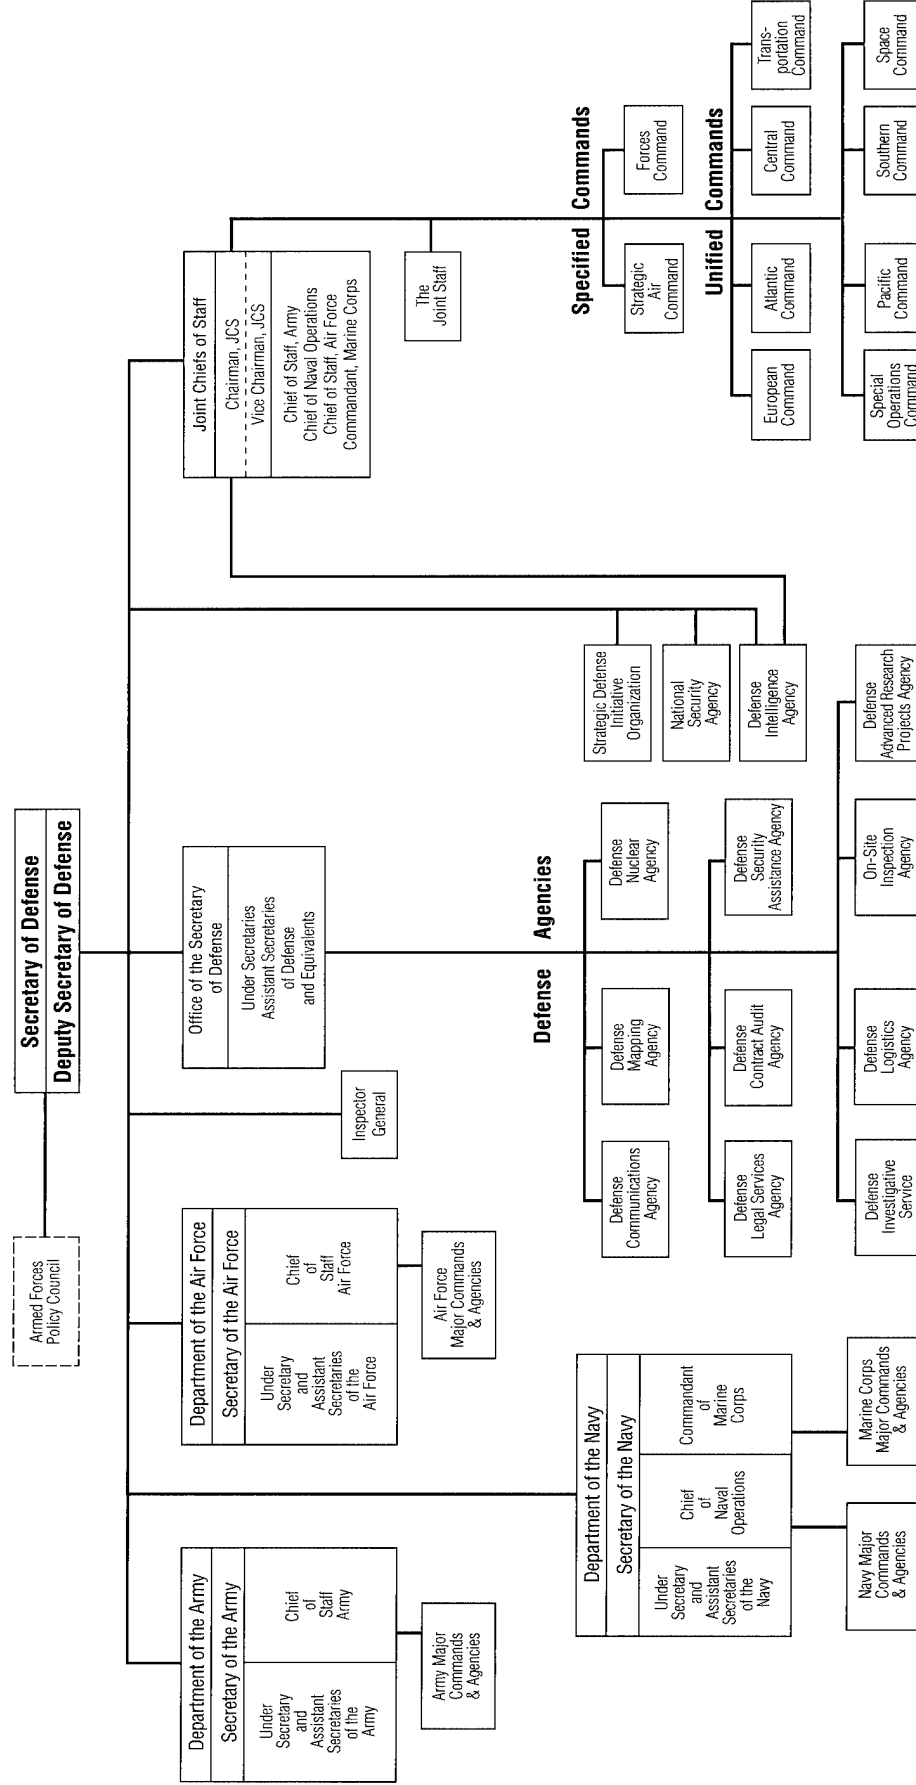 Secretary of Defense
Deputy Secretary of Defense
Armed Forces
Policy Council
Department of the Army
Secretary of the Army
Under
Secretary
and
Assistant
Secretaries
of the
Army
Chief
of
Staff
Army
Army Major
Commands
& Agencies
Department of the Navy
Secretary of the Navy
Under
Secretary
and
Assistant
Secretaries
of the
Navy
Chief
of
Naval
Operations
Commandant
of
Marine
Corps
Navy Major
Commands
& Agencies
Marine Corps
Major Commands
& Agencies
Department of the Air Force
Secretary of the Air Force
Under
Secretary
and
Assistant
Secretaries
of the
Air Force
Chief
of
Staff
Air Force
Air Force
Major Commands
& Agencies
Inspector
General
Office of the Secretary
of Defense
Under Secretaries
Assistant Secretaries
of Defense
and Equivalents
Defense Agencies
Defense
Communications
Agency
Defense
Mapping
Agency
Defense
Nuclear
Agency
Defense
Legal Services
Agency
Defense
Contract Audit
Agency
Defense
Security
Assistance Agency
Defense
Investigative
Service
Defense
Logistics
Agency
On-Site
Inspection
Agency
Defense
Advanced Research
Projects Agency
Strategic Defense
Initiative
Organization
National
Security
Agency
Defense
Intelligence
Agency
Joint Chiefs of Staff
Chairman, JCS
Vice Chairman, JCS
Chief of Staff, Army
Chief of Naval Operations
Chief of Staff, Air Force
Commandant, Marine Corps
The
Joint Staff
Specified Commands
Strategic
Air
Command
Forces
Command
Unified Commands
European
Command
Atlantic
Command
Central
Command
Trans-
portation
Command
Special
Operations
Command
Pacific
Command
Southern
Command
Space
Command